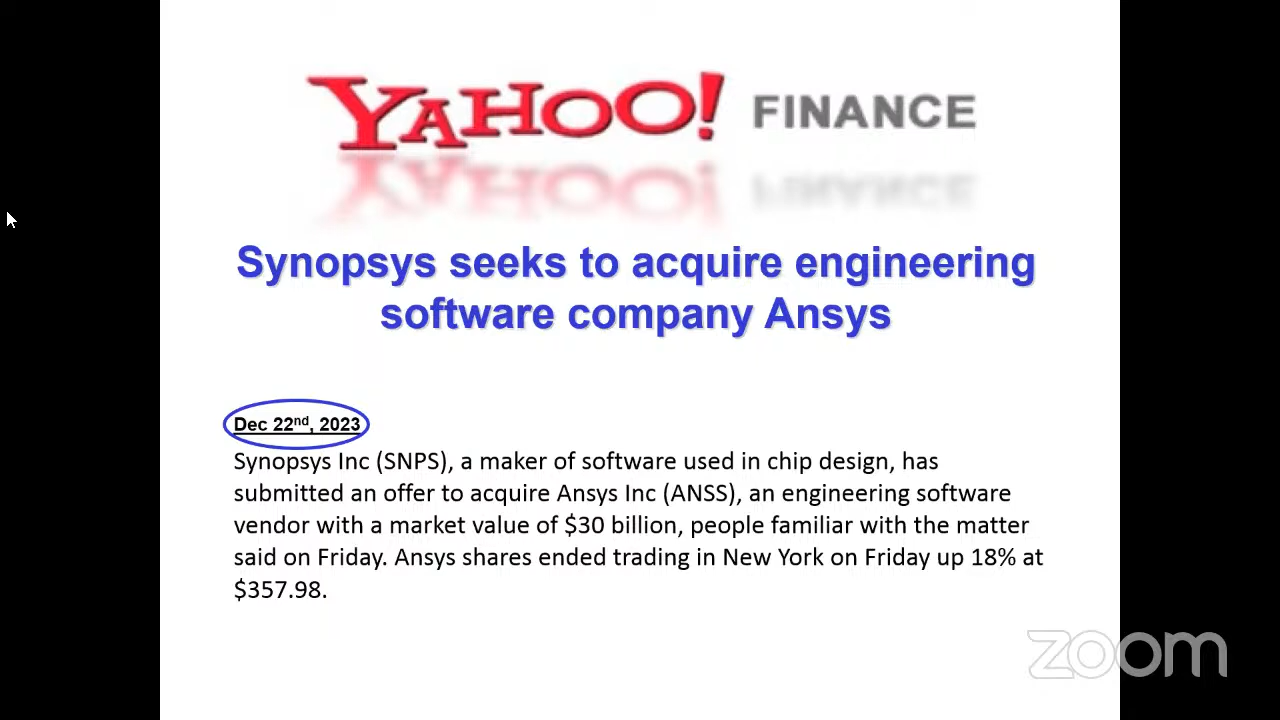 YAHOO! FINANCE
Synopsys seeks to acquire engineering
software company Ansys
Dec 22nd, 2023
Synopsys Inc (SNPS), a maker of software used in chip design, has
submitted an offer to acquire Ansys Inc (ANSS), an engineering software
vendor with a market value of $30 billion, people familiar with the matter
said on Friday. Ansys shares ended trading in New York on Friday up 18% at
$357.98.
zoom